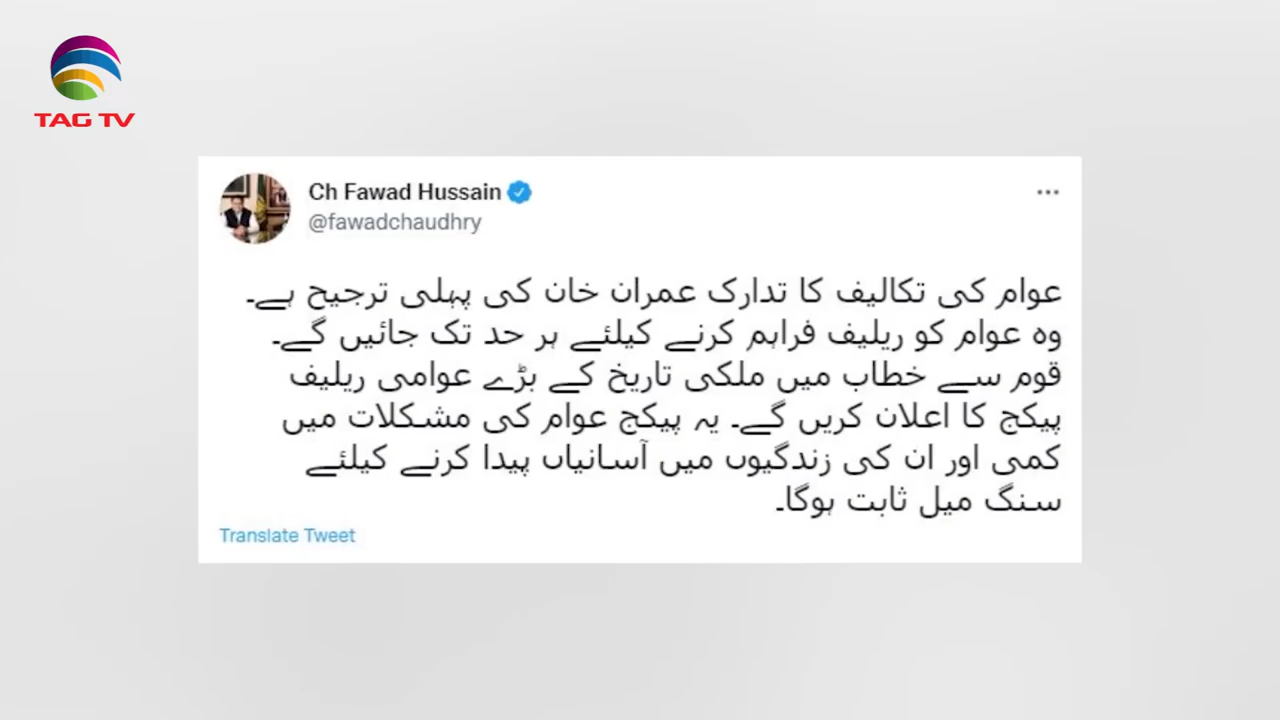 TAG TV
Ch Fawad Hussain
@fawadchaudhry
عوام کی تکالیف کا تدارک عمران خان کی پہلی ترجیح ہے۔
وہ عوام کو ریلیف فراہم کرنے کیلئے ہر حد تک جائیں گے۔
قوم سے خطاب میں ملکی تاریخ کے بڑے عوامی ریلیف
پیکج کا اعلان کریں گے۔ یہ پیکج عوام کی مشکلات میں
کمی اور ان کی زندگیوں میں آسانیاں پیدا کرنے کیلئے
سنگ میل ثابت ہوگا۔
Translate Tweet